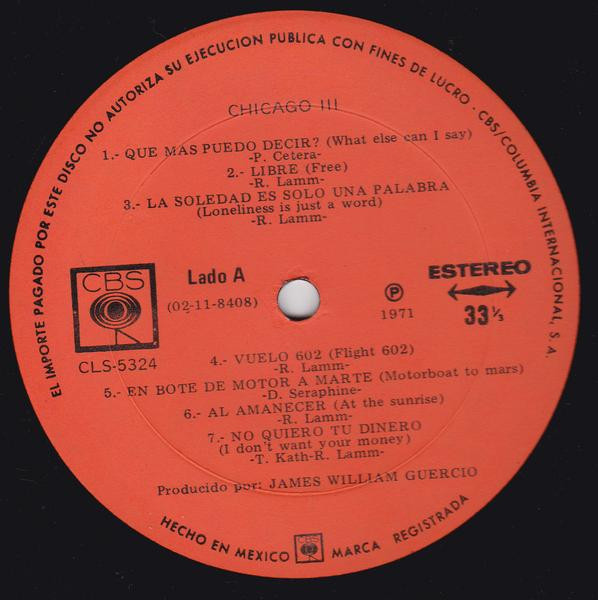 EL IMPORTE PAGADO POR ESTE DISCO NO AUTORIZA SU EJECUCION PUBLICA CON FINES DE LUCRO . CBS/COLUMBIA INTERNACIONAL, S. A.
CHICAGO III
1.- QUE MAS PUEDO DECIR? (What else can I say)
-P. Cetera-
2.- LIBRE (Free)
-R. Lamm-
3.- LA SOLEDAD ES SOLO UNA PALABRA
(Loneliness is just a word)
-R. Lamm-
CBS
CLS-5324
Lado A
(02-11-8408)
P
1971
ESTEREO
33 1/3
4.- VUELO 602 (Flight 602)
-R. Lamm-
5.- EN BOTE DE MOTOR A MARTE (Motorboat to mars)
-D. Seraphine-
6.- AL AMANECER (At the sunrise)
-R. Lamm-
7.- NO QUIERO TU DINERO
(I don't want your money)
-T. Kath-R. Lamm-
Producido por: JAMES WILLIAM GUERCIO
HECHO EN MEXICO CBS MARCA REGISTRADA